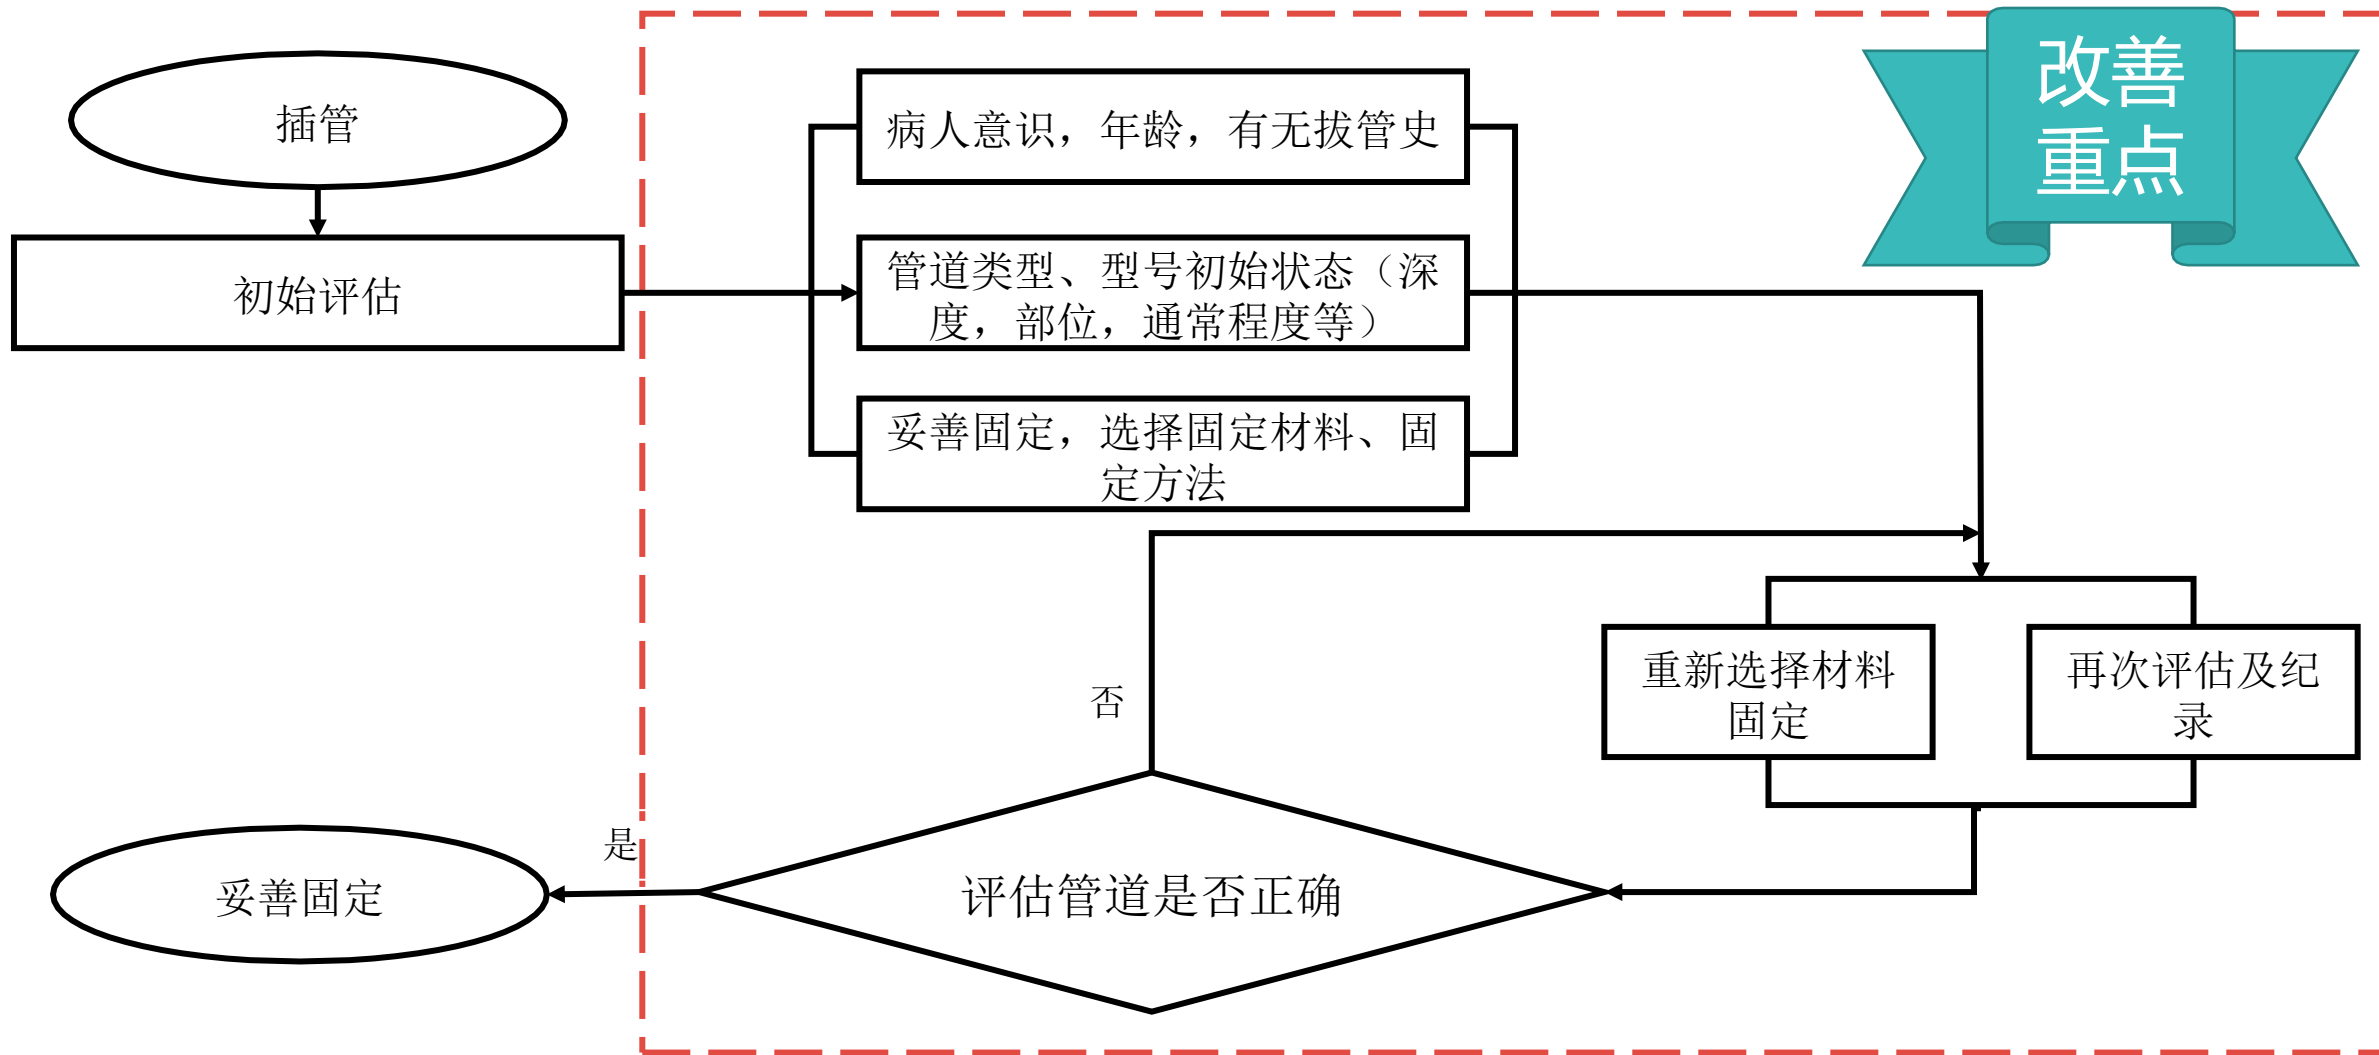 改善
重点
插管
病人意识，年龄，有无拔管史
初始评估
管道类型、型号初始状态（深
度，部位，通常程度等）
妥善固定，选择固定材料、固
定方法
重新选择材料
固定
再次评估及纪
录
否
是
评估管道是否正确
妥善固定